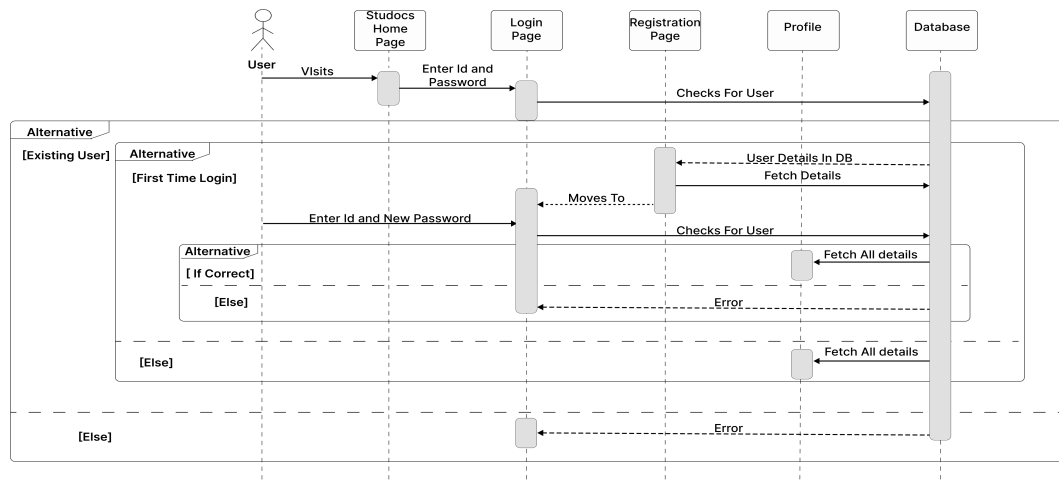 Studocs
Home
Page
Login
Page
Registration
Page
Profile
Database
User
VIsits
Enter Id and
Password
Checks For User
Alternative
[Existing User]
Alternative
[First Time Login]
User Details In DB
Fetch Details
Moves To
Enter Id and New Password
Checks For User
Alternative
[ If Correct]
Fetch All details
[Else]
Error
[Else]
Fetch All details
[Else]
Error